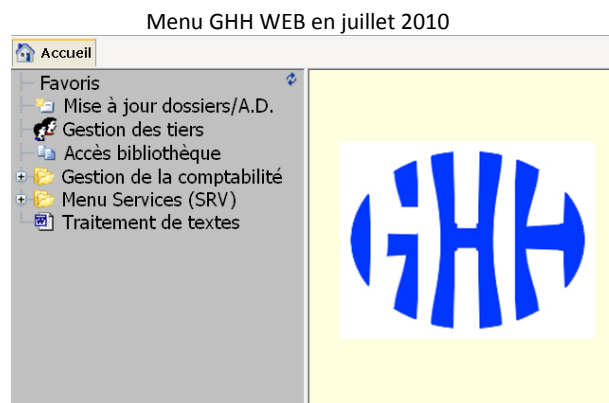 Menu GHH WEB en juillet 2010
Accueil
Favoris
Mise à jour dossiers/A.D.
Gestion des tiers
Accès bibliothèque
Gestion de la comptabilité
Menu Services (SRV)
Traitement de textes
GHH